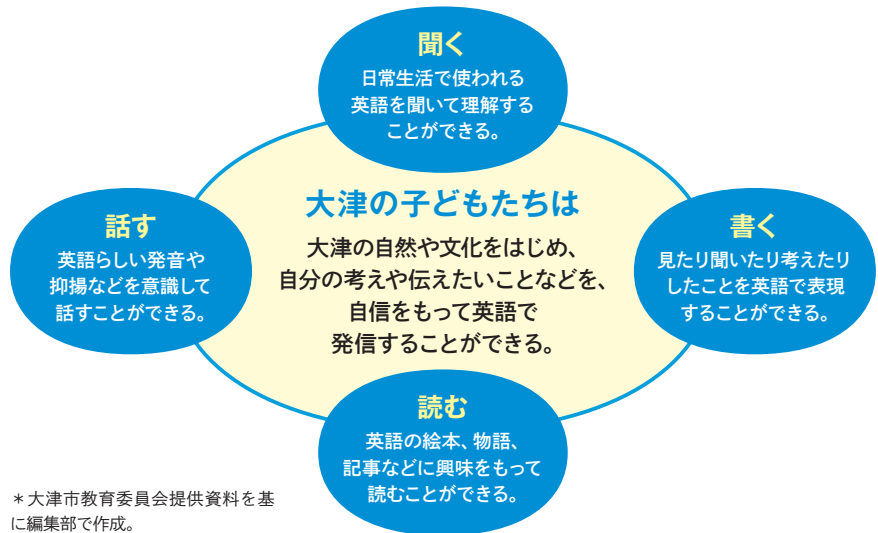 聞く
日常生活で使われる
英語を聞いて理解する
ことができる。
大津の子どもたちは
大津の自然や文化をはじめ、
自分の考えや伝えたいことなどを、
自信をもって英語で
発信することができる。
話す
英語らしい発音や
抑揚などを意識して
話すことができる。
書く
見たり聞いたり考えたり
したことを英語で表現
することができる。
読む
英語の絵本、物語、
記事などに興味をもって
読むことができる。
＊大津市教育委員会提供資料を基
に編集部で作成。